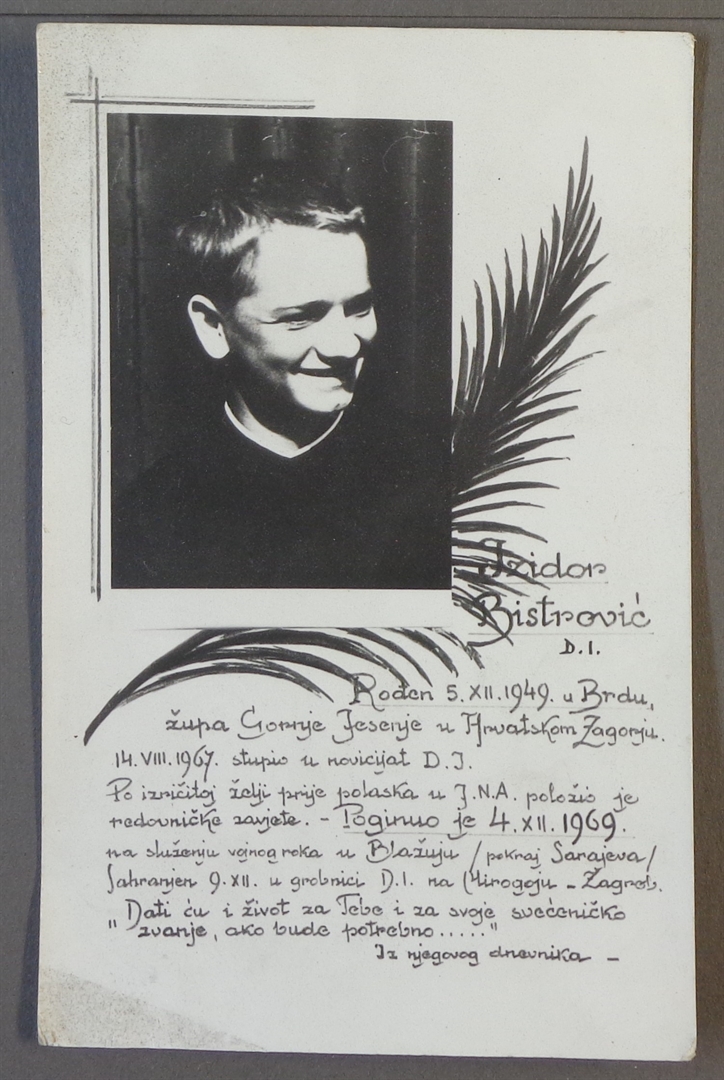 Izidor
Bistrović
D.I.
Rođen 5.XII.1949. u Brdu,
župa Gornje Jesenje u Hrvatskom Zagorju.
14.VIII.1967. stupio u novicijat D.I.
Po izričitoj želji prije polaska u J.N.A. položio je
redovničke zavjete. - Poginuo je 4.XII.1969.
na služenju vojnog roka u Blažuju /pokraj Sarajeva/
Sahranjen 9.XII. u grobnici D.I. na Mirogoju - Zagreb.
"Dati ću i život za Tebe i za svoje svećeničko
zvanje, ako bude potrebno....."
Iz njegovog dnevnika -